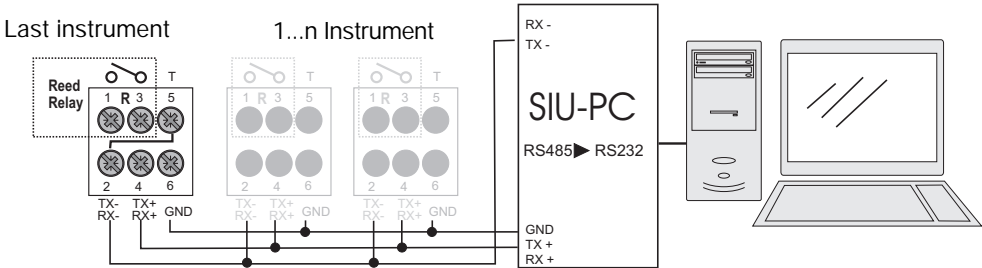 Last instrument
1...n Instrument
Reed
Relay
T
1 R 3 5
2 4 6
TX- TX+ GND
RX- RX+
T
1 R 3 5
2 4 6
TX- TX+ GND
RX- RX+
T
1 R 3 5
2 4 6
TX- TX+ GND
RX- RX+
RX -
TX -
SIU-PC
RS485▶ RS232
GND
TX +
RX +